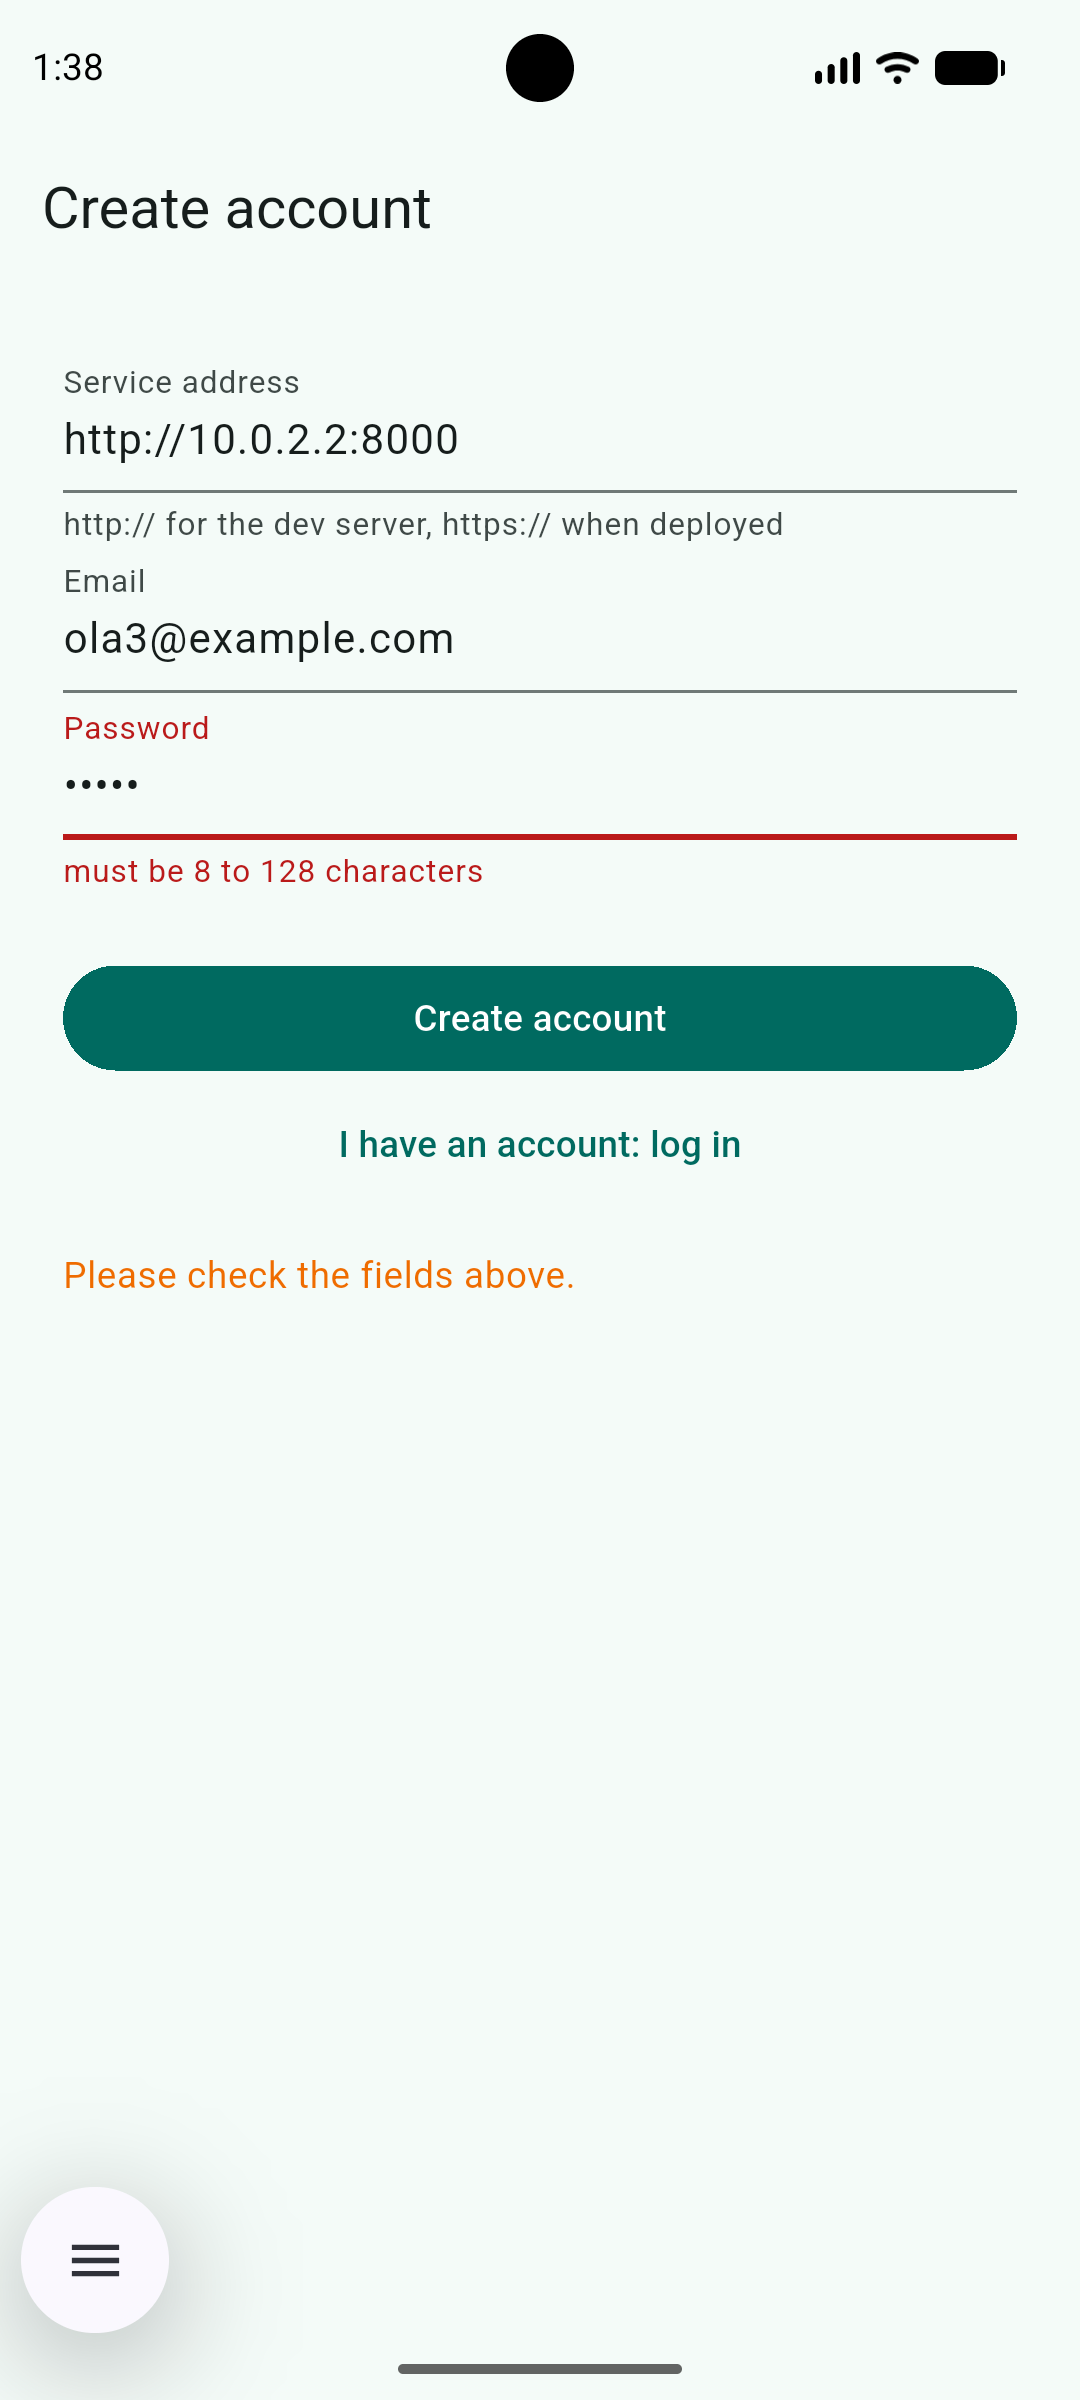 1:38
Create account
Service address
http://10.0.2.2:8000
http:// for the dev server, https:// when deployed
Email
ola3@example.com
Password
•••••
must be 8 to 128 characters
Create account
I have an account: log in
Please check the fields above.